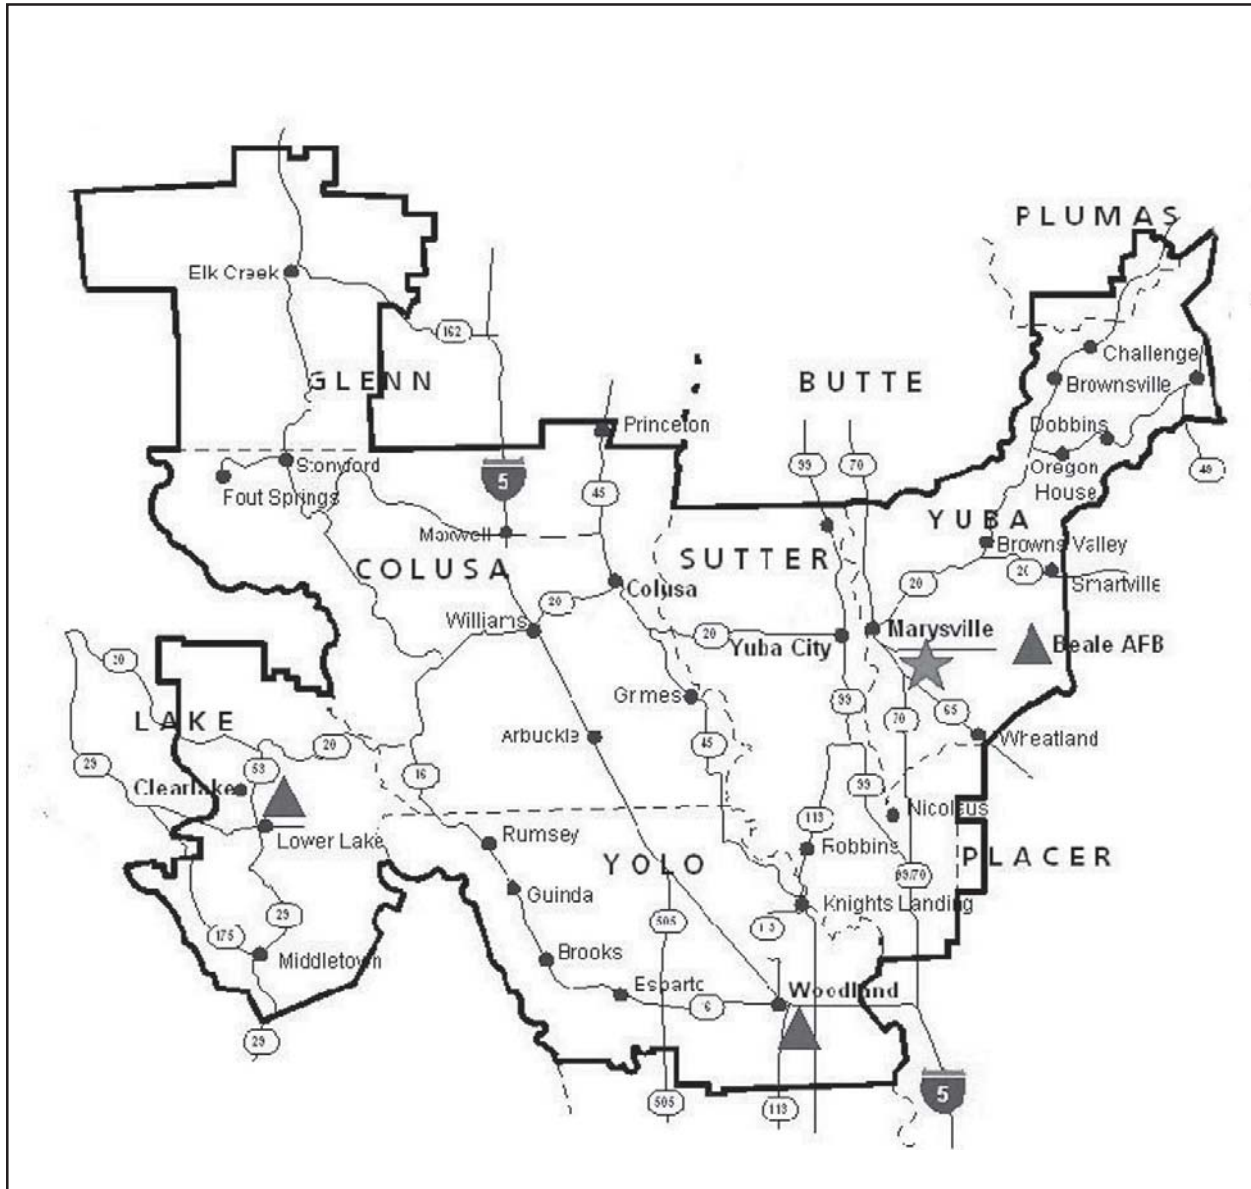 PLUMAS
Elk Creek
162
Challenge
GLENN
BUTTE
Brownsville
Princeton
Dobbins
Stonyford
99
70
Oregon
House
49
5
Fout Springs
45
YUBA
Maxwell
Browns Valley
SUTTER
COLUSA
20
20
Smartville
Colusa
20
Williams
20
Marysville
Yuba City
Beale AFB
20
Grimes
99
65
LAKE
70
Arbuckle
45
Wheatland
20
29
53
16
99
Clearlake
Nicolaus
113
Lower Lake
Rumsey
Robbins
YOLO
PLACER
99/70
Guinda
Knights Landing
29
505
113
175
Middletown
Brooks
Esparto
Woodland
16
29
5
505
113